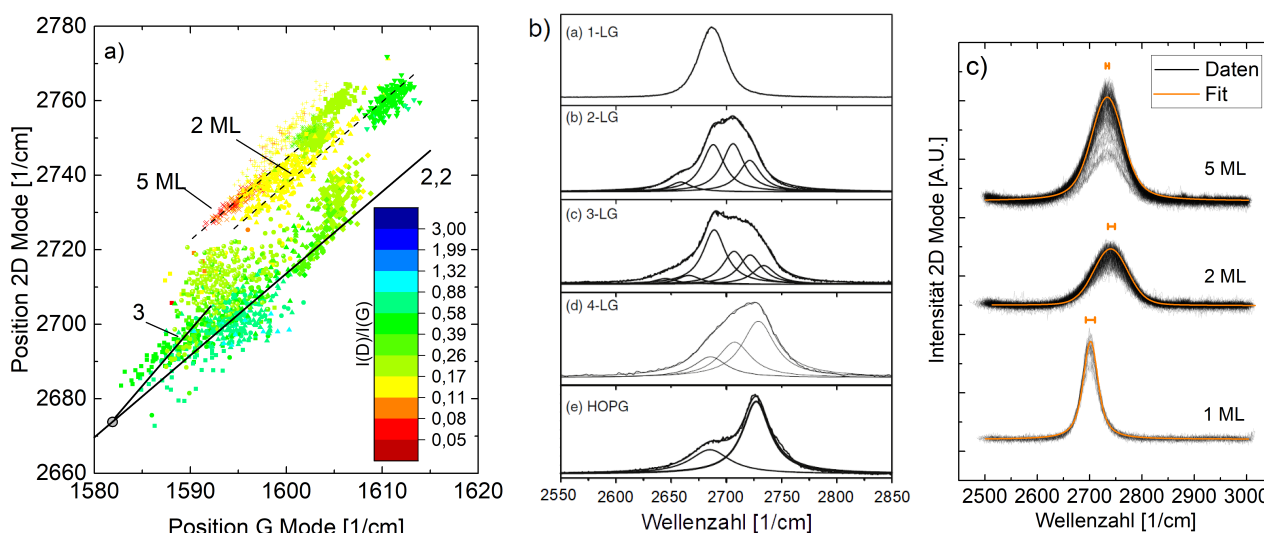 a)
Position 2D Mode [1/cm]
2780
2760
2740
2720
2700
2680
2660
1580
1590
1600
1610
1620
Position G Mode [1/cm]
2 ML
5 ML
2,2
3
I(D)/I(G)
3,00
1,99
1,32
0,88
0,58
0,39
0,26
0,17
0,11
0,08
0,05
b)
(a) 1-LG
(b) 2-LG
(c) 3-LG
(d) 4-LG
(e) HOPG
2550
2600
2650
2700
2750
2800
2850
Wellenzahl [1/cm]
c)
Daten
Fit
Intensität 2D Mode [A.U.]
5 ML
2 ML
1 ML
2500
2600
2700
2800
2900
3000
Wellenzahl [1/cm]